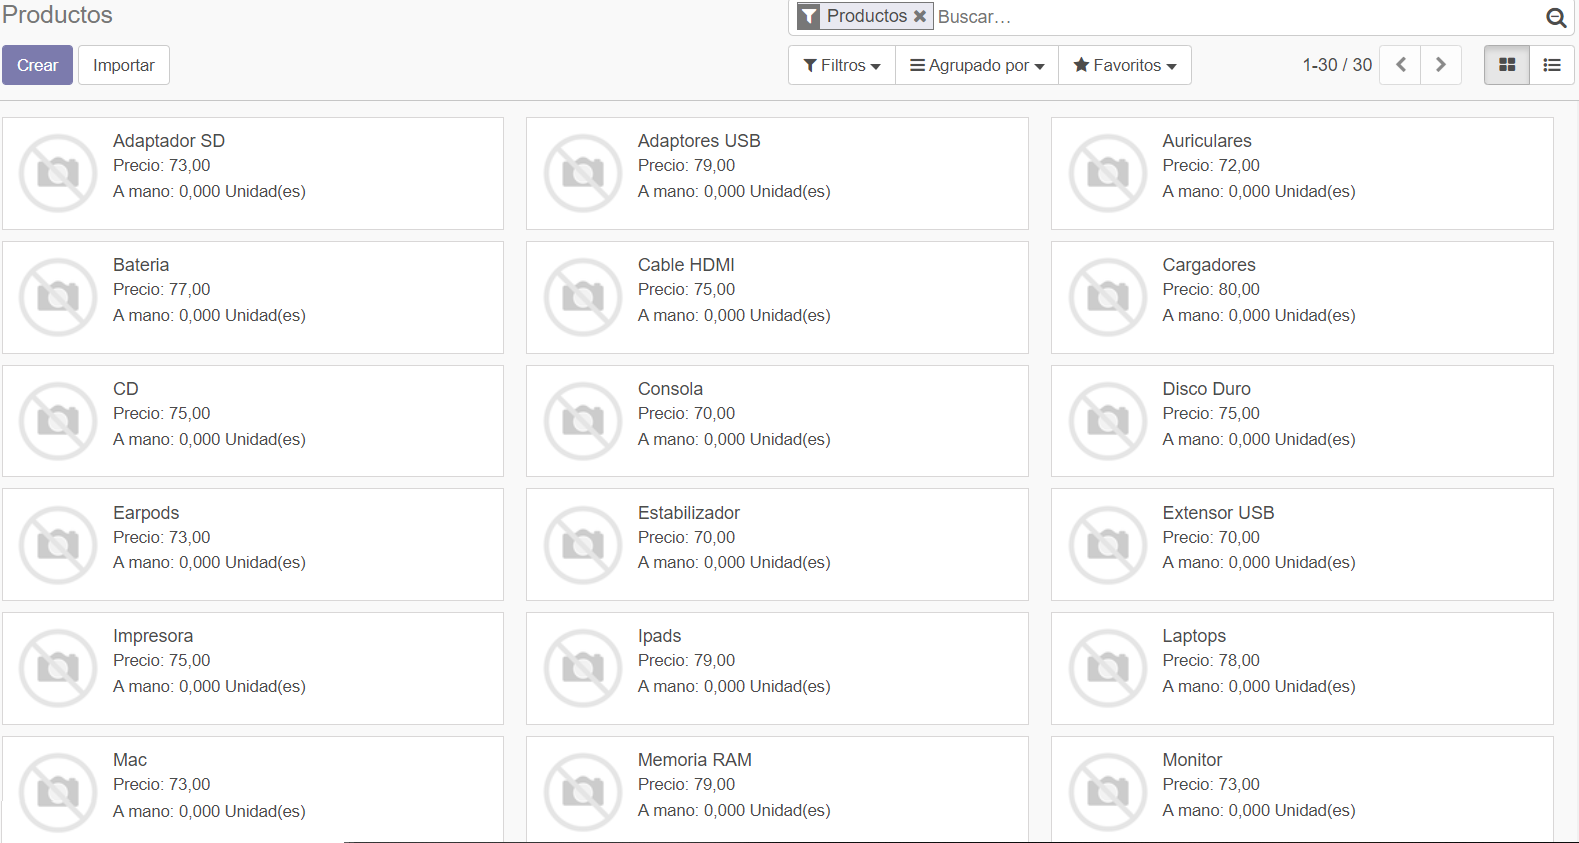 Productos
Productos Buscar...
Crear Importar
Filtros Agrupado por Favoritos 1-30 / 30
Adaptador SD
Precio: 73,00
A mano: 0,000 Unidad(es)
Adaptores USB
Precio: 79,00
A mano: 0,000 Unidad(es)
Auriculares
Precio: 72,00
A mano: 0,000 Unidad(es)
Bateria
Precio: 77,00
A mano: 0,000 Unidad(es)
Cable HDMI
Precio: 75,00
A mano: 0,000 Unidad(es)
Cargadores
Precio: 80,00
A mano: 0,000 Unidad(es)
CD
Precio: 75,00
A mano: 0,000 Unidad(es)
Consola
Precio: 70,00
A mano: 0,000 Unidad(es)
Disco Duro
Precio: 75,00
A mano: 0,000 Unidad(es)
Earpods
Precio: 73,00
A mano: 0,000 Unidad(es)
Estabilizador
Precio: 70,00
A mano: 0,000 Unidad(es)
Extensor USB
Precio: 70,00
A mano: 0,000 Unidad(es)
Impresora
Precio: 75,00
A mano: 0,000 Unidad(es)
Ipads
Precio: 79,00
A mano: 0,000 Unidad(es)
Laptops
Precio: 78,00
A mano: 0,000 Unidad(es)
Mac
Precio: 73,00
A mano: 0,000 Unidad(es)
Memoria RAM
Precio: 79,00
A mano: 0,000 Unidad(es)
Monitor
Precio: 73,00
A mano: 0,000 Unidad(es)